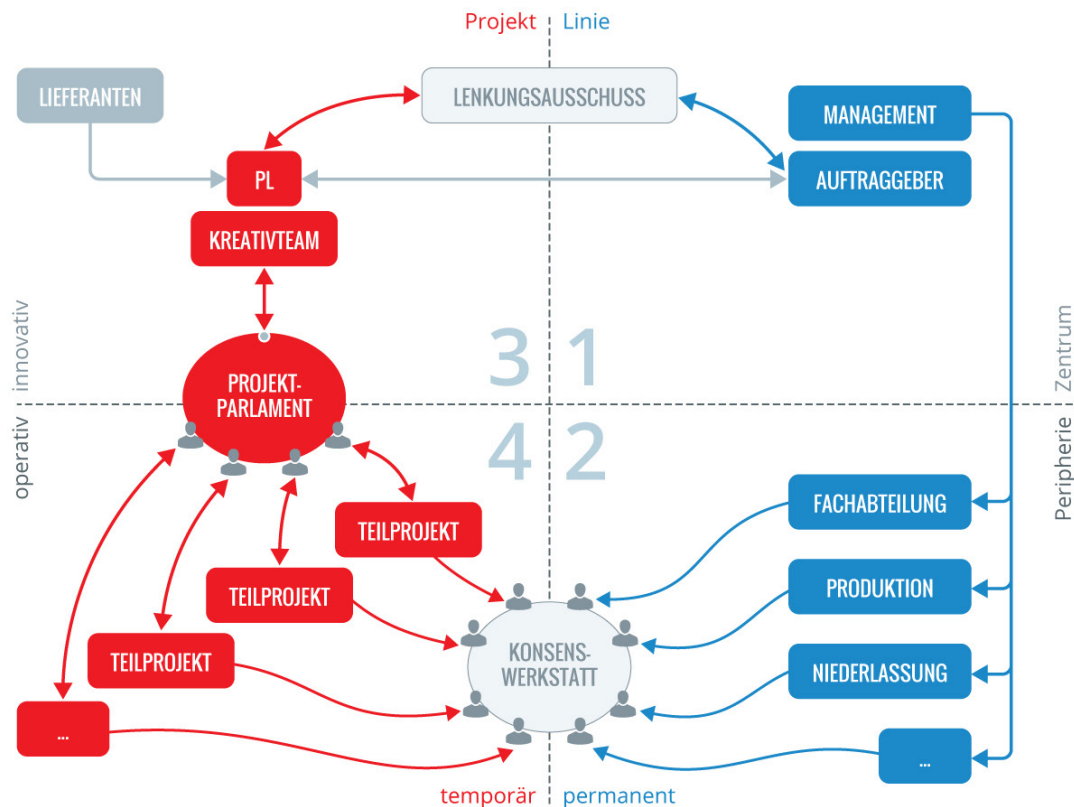 Projekt
Linie
LIEFERANTEN
LENKUNGSAUSSCHUSS
MANAGEMENT
PL
AUFTRAGGEBER
KREATIVTEAM
innovativ
3
1
Zentrum
PROJEKT-
PARLAMENT
operativ
4
2
Peripherie
TEILPROJEKT
FACHABTEILUNG
TEILPROJEKT
PRODUKTION
TEILPROJEKT
KONSENS-
WERKSTATT
NIEDERLASSUNG
...
...
temporär
permanent